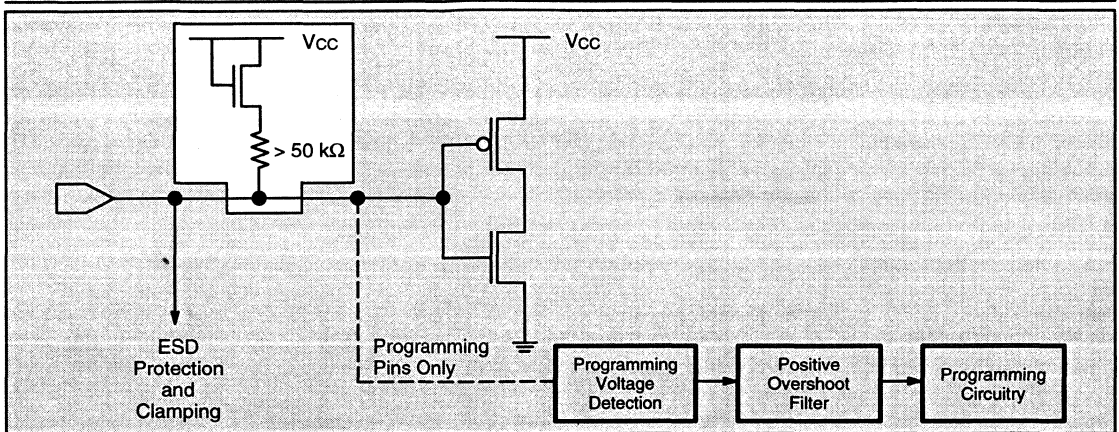 VCC
VCC
> 50 kΩ
ESD
Protection
and
Clamping
Programming
Pins Only
Programming
Voltage
Detection
Positive
Overshoot
Filter
Programming
Circuitry